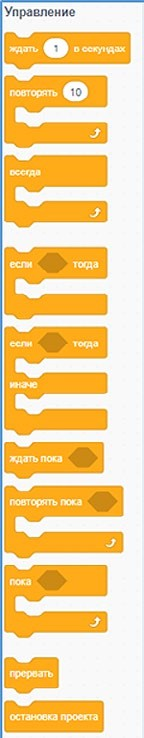 Управление
ждать 1 в секундах
повторять 10
всегда
если тогда
если тогда
иначе
ждать пока
повторять пока
пока
прервать
остановка проекта